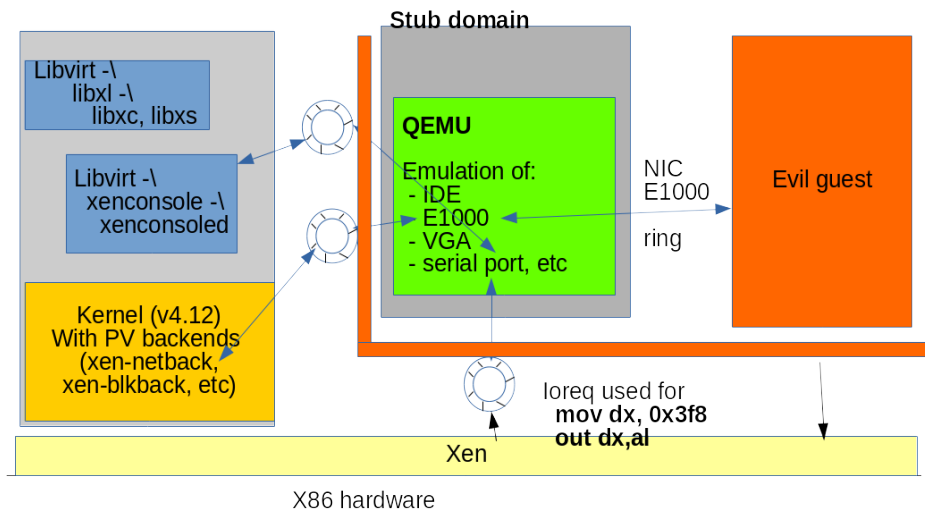 Stub domain
Libvirt -\
libxl -\
libxc, libxs
Libvirt -\
xenconsole -\
xenconsoled
Kernel (v4.12)
With PV backends
(xen-netback,
xen-blkback, etc)
QEMU
Emulation of:
- IDE
- E1000
- VGA
- serial port, etc
NIC
E1000
ring
Evil guest
Ioreq used for
mov dx, 0x3f8
out dx,al
Xen
X86 hardware